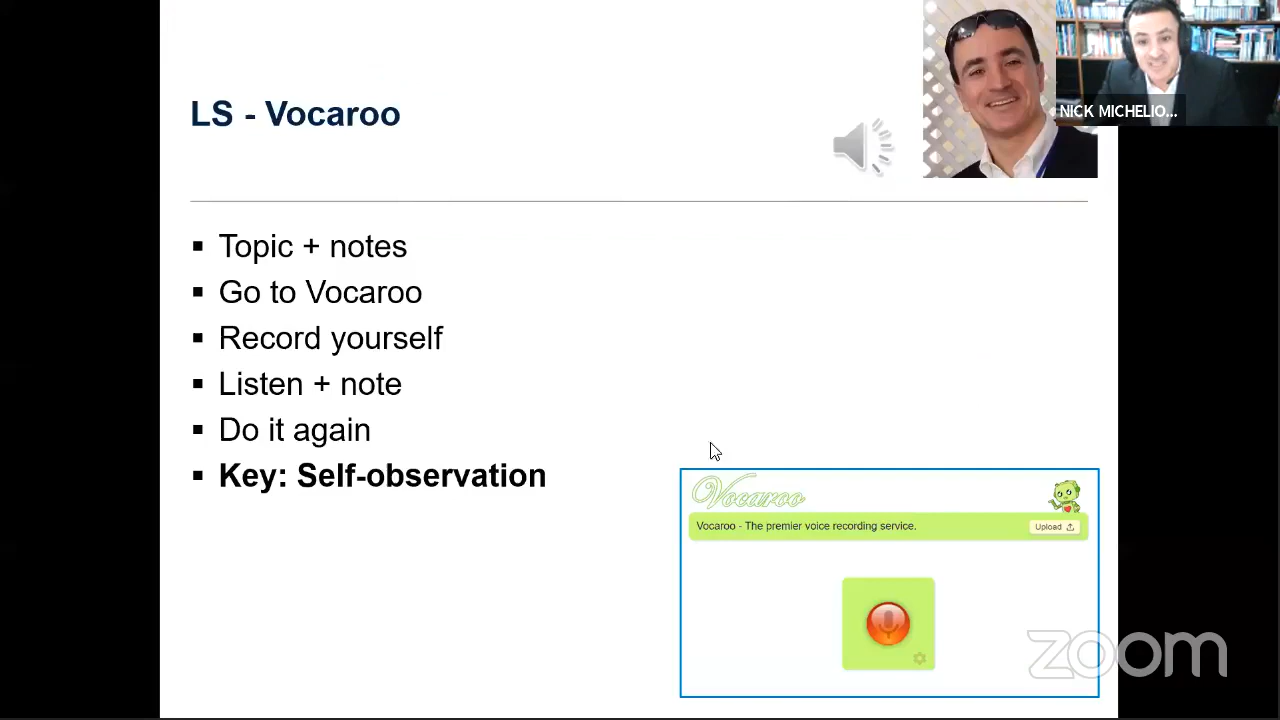 LS - Vocaroo
NICK MICHELIO...
▪ Topic + notes
▪ Go to Vocaroo
▪ Record yourself
▪ Listen + note
▪ Do it again
▪ Key: Self-observation
Vocaroo
Vocaroo - The premier voice recording service.
Upload
zoom